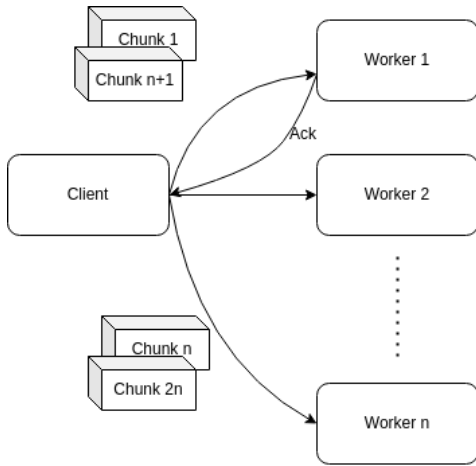 Chunk 1
Chunk n+1
Worker 1
Ack
Client
Worker 2
Chunk n
Chunk 2n
Worker n